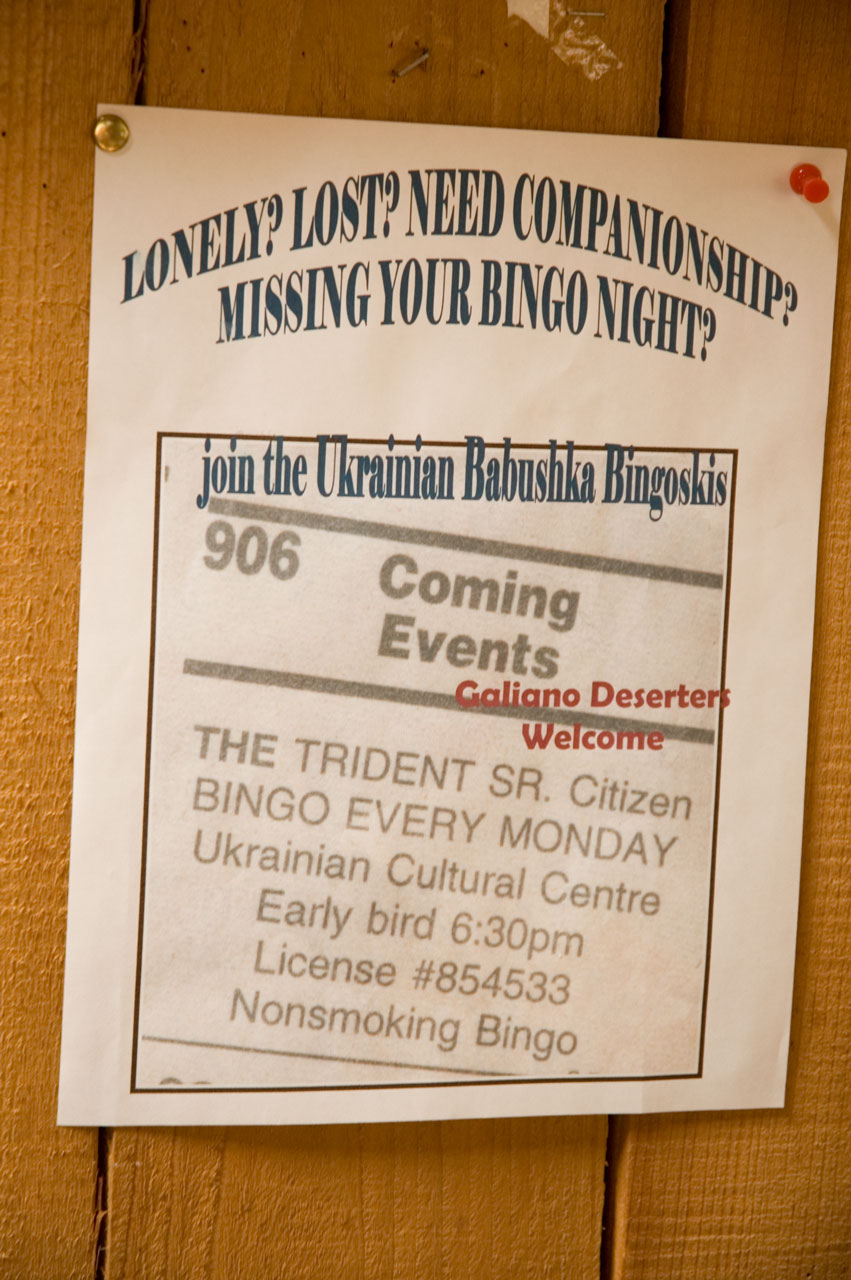 LONELY? LOST? NEED COMPANIONSHIP?
MISSING YOUR BINGO NIGHT?
join the Ukrainian Babushka Bingoskis
906 Coming
Events
Galiano Deserters
Welcome
THE TRIDENT SR. Citizen
BINGO EVERY MONDAY
Ukrainian Cultural Centre
Early bird 6:30pm
License #854533
Nonsmoking Bingo